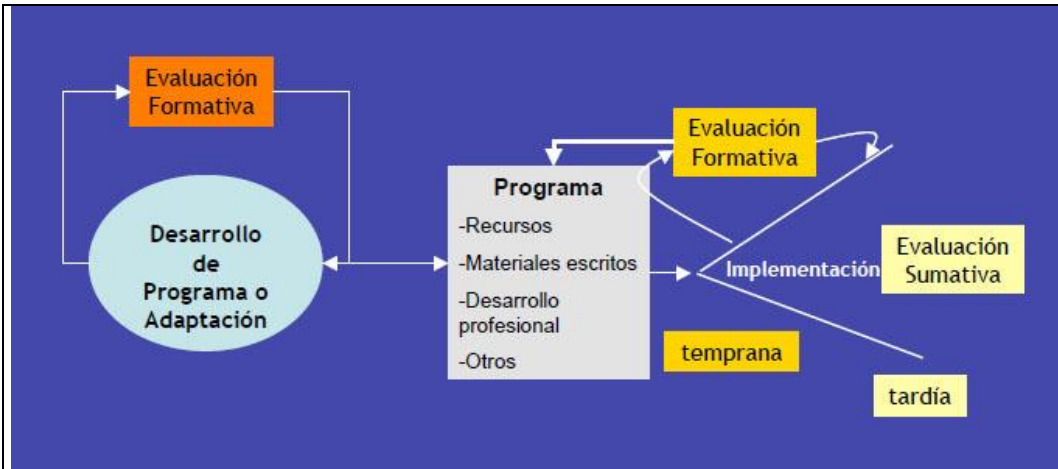 Evaluación
Formativa
Desarrollo
de
Programa o
Adaptación
Programa
-Recursos
-Materiales escritos
-Desarrollo
profesional
-Otros
Evaluación
Formativa
Implementación
Evaluación
Sumativa
temprana
tardía